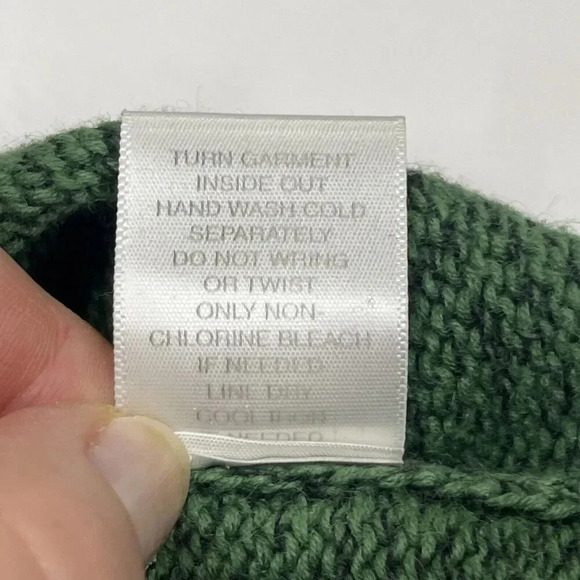 TURN GARMENT
INSIDE OUT
HAND WASH COLD
SEPARATELY
DO NOT WRING
OR TWIST
ONLY NON-
CHLORINE BLEACH
IF NEEDED
LINE DRY
COOL IRON
NEEDED